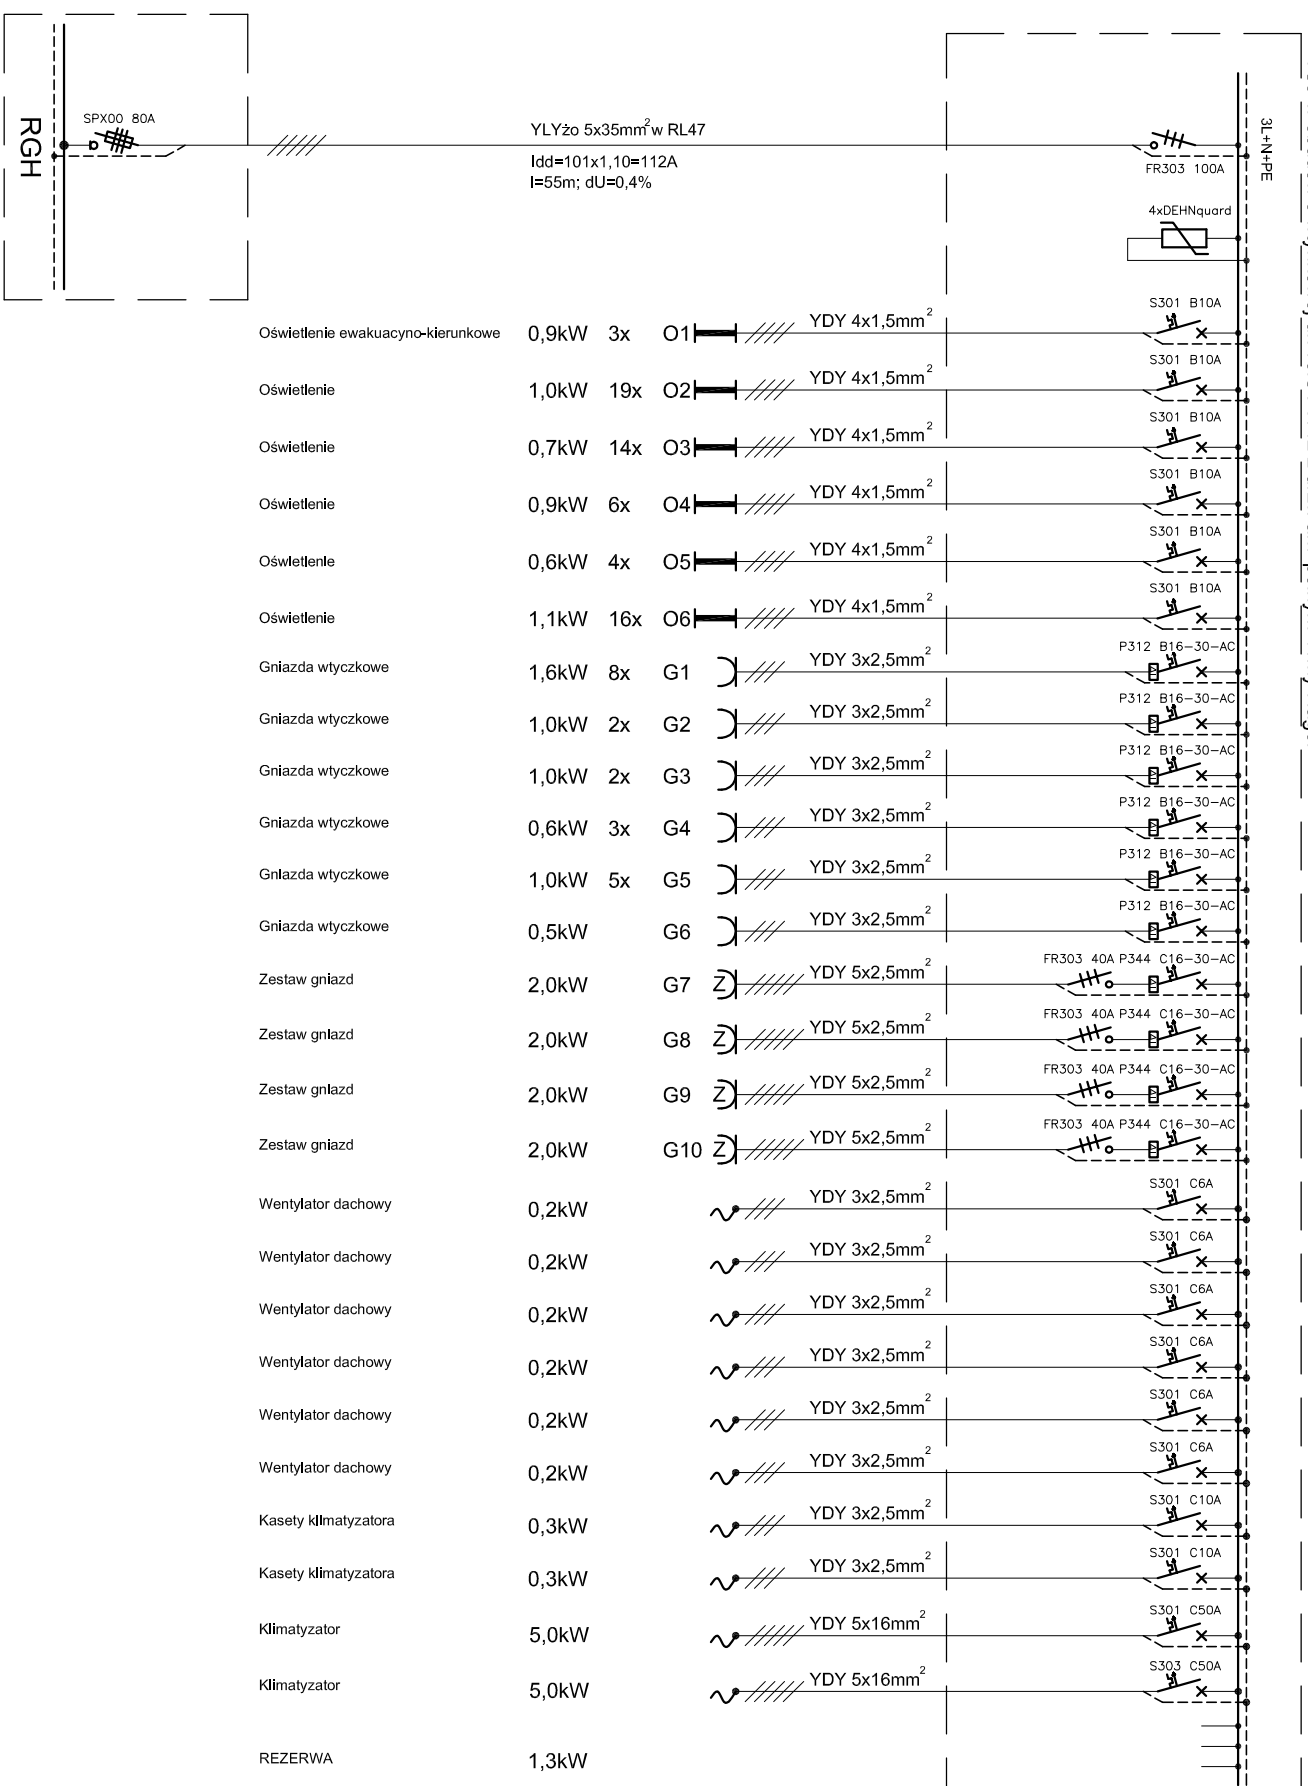 RGH
SPX00 80A
YLYżo 5x35mm² w RL47
Idd=101x1,10=112A
l=55m; dU=0,4%
FR303 100A
3L+N+PE
4xDEHNquard
Oświetlenie ewakuacyno-kierunkowe 0,9kW 3x O1 YDY 4x1,5mm² S301 B10A
Oświetlenie 1,0kW 19x O2 YDY 4x1,5mm² S301 B10A
Oświetlenie 0,7kW 14x O3 YDY 4x1,5mm² S301 B10A
Oświetlenie 0,9kW 6x O4 YDY 4x1,5mm² S301 B10A
Oświetlenie 0,6kW 4x O5 YDY 4x1,5mm² S301 B10A
Oświetlenie 1,1kW 16x O6 YDY 4x1,5mm² S301 B10A
Gniazda wtyczkowe 1,6kW 8x G1 YDY 3x2,5mm² P312 B16-30-AC
Gniazda wtyczkowe 1,0kW 2x G2 YDY 3x2,5mm² P312 B16-30-AC
Gniazda wtyczkowe 1,0kW 2x G3 YDY 3x2,5mm² P312 B16-30-AC
Gniazda wtyczkowe 0,6kW 3x G4 YDY 3x2,5mm² P312 B16-30-AC
Gniazda wtyczkowe 1,0kW 5x G5 YDY 3x2,5mm² P312 B16-30-AC
Gniazda wtyczkowe 0,5kW G6 YDY 3x2,5mm² P312 B16-30-AC
Zestaw gniazd 2,0kW G7 Z YDY 5x2,5mm² FR303 40A P344 C16-30-AC
Zestaw gniazd 2,0kW G8 Z YDY 5x2,5mm² FR303 40A P344 C16-30-AC
Zestaw gniazd 2,0kW G9 Z YDY 5x2,5mm² FR303 40A P344 C16-30-AC
Zestaw gniazd 2,0kW G10 Z YDY 5x2,5mm² FR303 40A P344 C16-30-AC
Wentylator dachowy 0,2kW YDY 3x2,5mm² S301 C6A
Wentylator dachowy 0,2kW YDY 3x2,5mm² S301 C6A
Wentylator dachowy 0,2kW YDY 3x2,5mm² S301 C6A
Wentylator dachowy 0,2kW YDY 3x2,5mm² S301 C6A
Wentylator dachowy 0,2kW YDY 3x2,5mm² S301 C6A
Wentylator dachowy 0,2kW YDY 3x2,5mm² S301 C6A
Kasety klimatyzatora 0,3kW YDY 3x2,5mm² S301 C10A
Kasety klimatyzatora 0,3kW YDY 3x2,5mm² S301 C10A
Klimatyzator 5,0kW YDY 5x16mm² S301 C50A
Klimatyzator 5,0kW YDY 5x16mm² S303 C50A
REZERWA 1,3kW